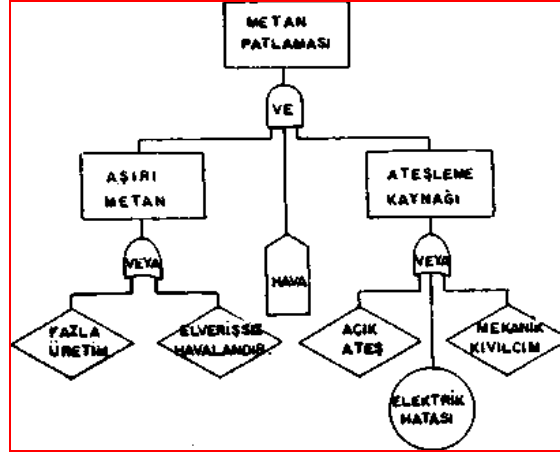 METAN
PATLAMASI
VE
AŞIRI
METAN
ATEŞLEME
KAYNAĞI
VEYA
HAVA
VEYA
FAZLA
ÜRETİM
ELVERİŞSİZ
HAVALANDIR.
AÇIK
ATEŞ
MEKANİK
KIVILCIM
ELEKTRİK
HATASI